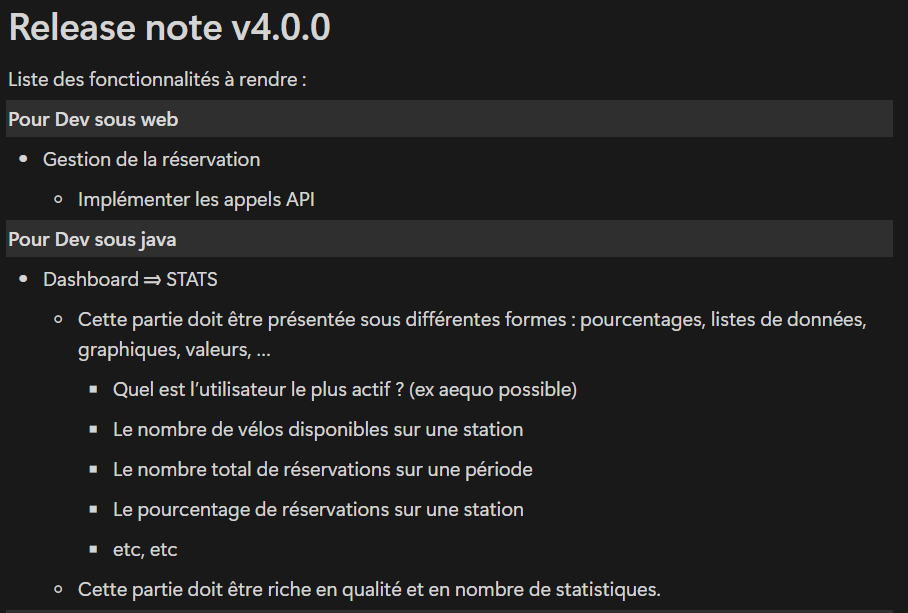 Release note v4.0.0
Liste des fonctionnalités à rendre :
Pour Dev sous web
Gestion de la réservation
Implémenter les appels API
Pour Dev sous java
Dashboard ⇒ STATS
Cette partie doit être présentée sous différentes formes : pourcentages, listes de données,
graphiques, valeurs, ...
Quel est l'utilisateur le plus actif ? (ex aequo possible)
Le nombre de vélos disponibles sur une station
Le nombre total de réservations sur une période
Le pourcentage de réservations sur une station
etc, etc
Cette partie doit être riche en qualité et en nombre de statistiques.